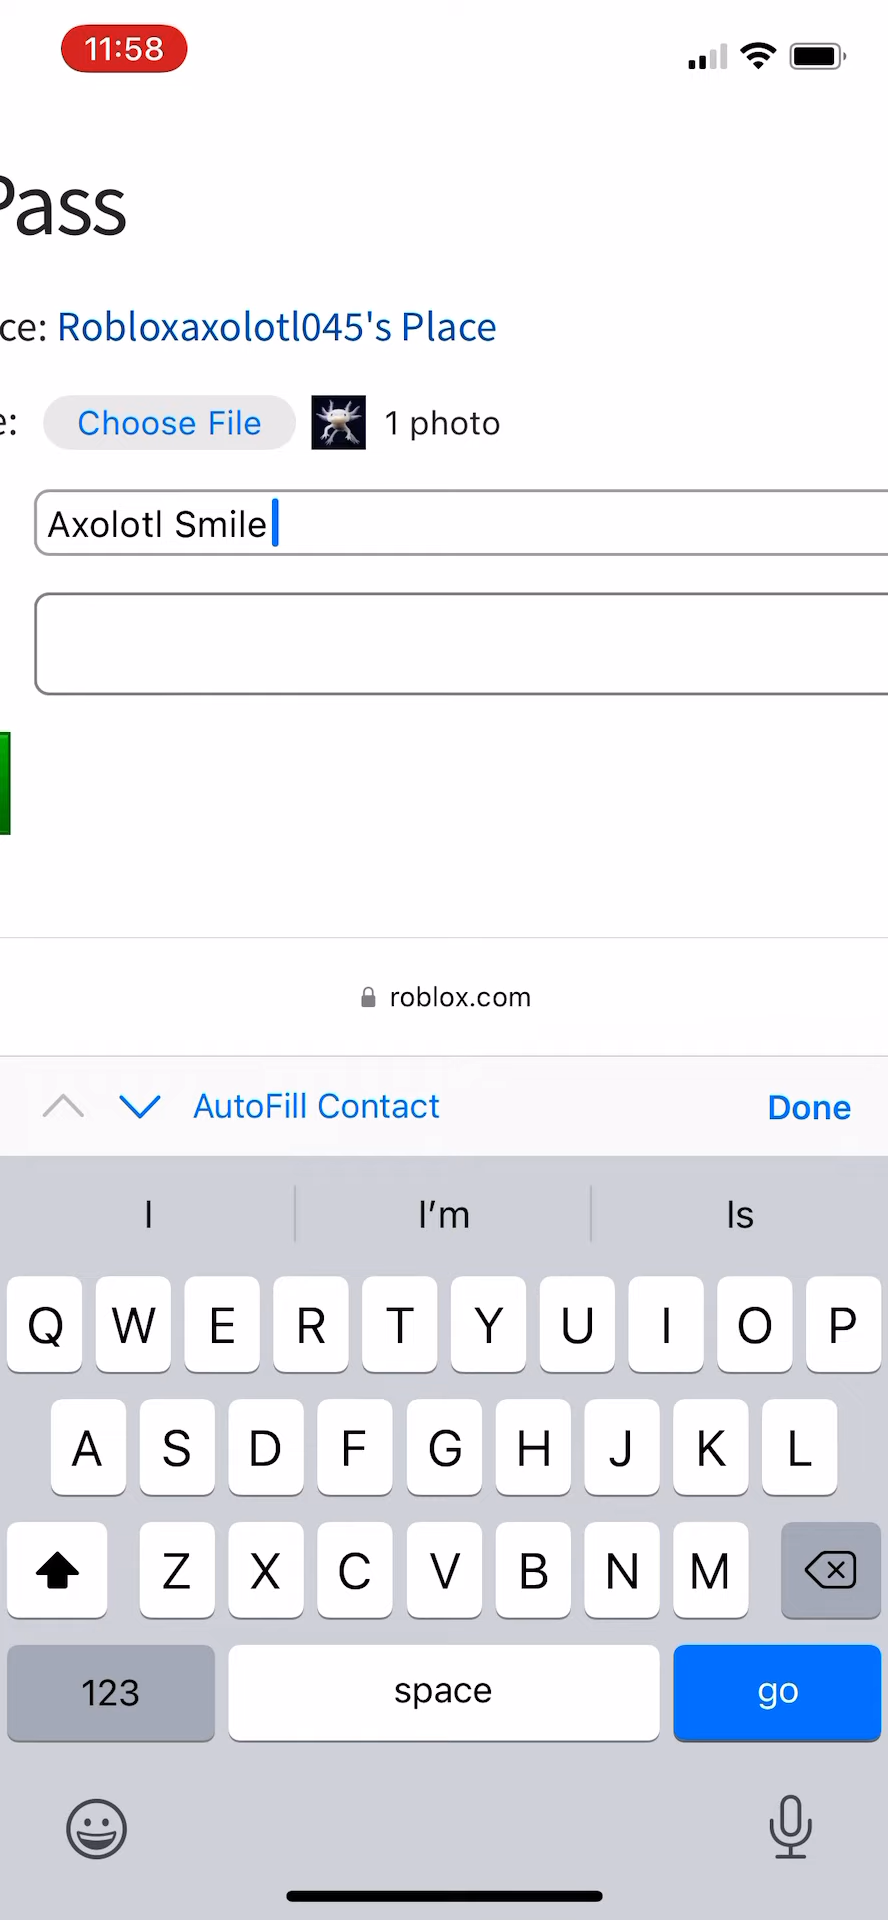 11:58
Pass
ce: Robloxaxolotl045's Place
e: Choose File 1 photo
Axolotl Smile
roblox.com
AutoFill Contact Done
I I'm Is
Q W E R T Y U I O P
A S D F G H J K L
Z X C V B N M
123 space go